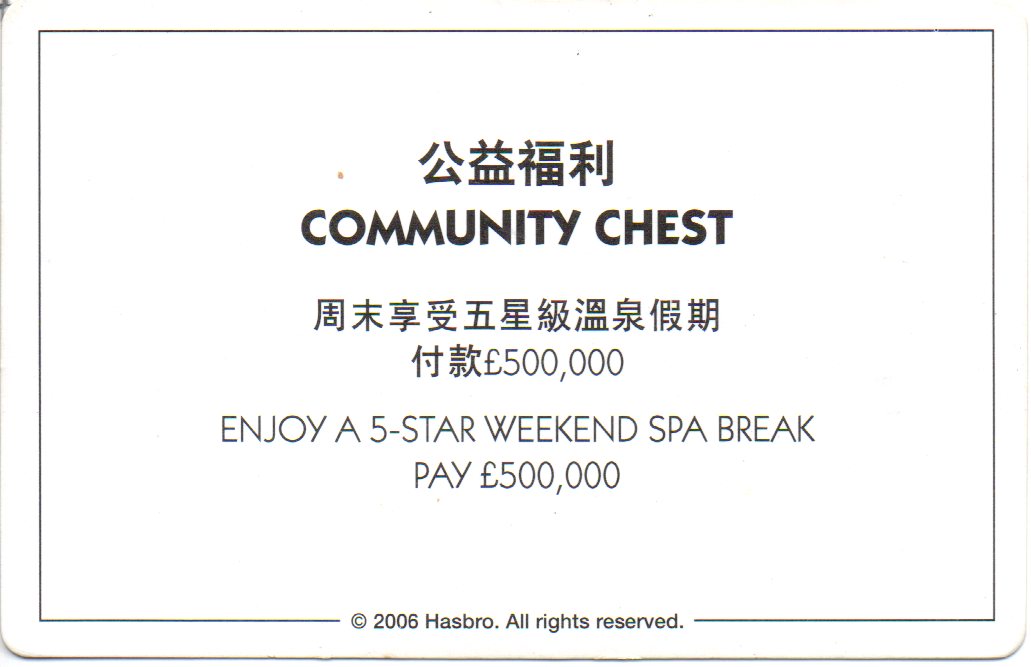 公益福利
COMMUNITY CHEST
周末享受五星級溫泉假期
付款£500,000
ENJOY A 5-STAR WEEKEND SPA BREAK
PAY £500,000
© 2006 Hasbro. All rights reserved.